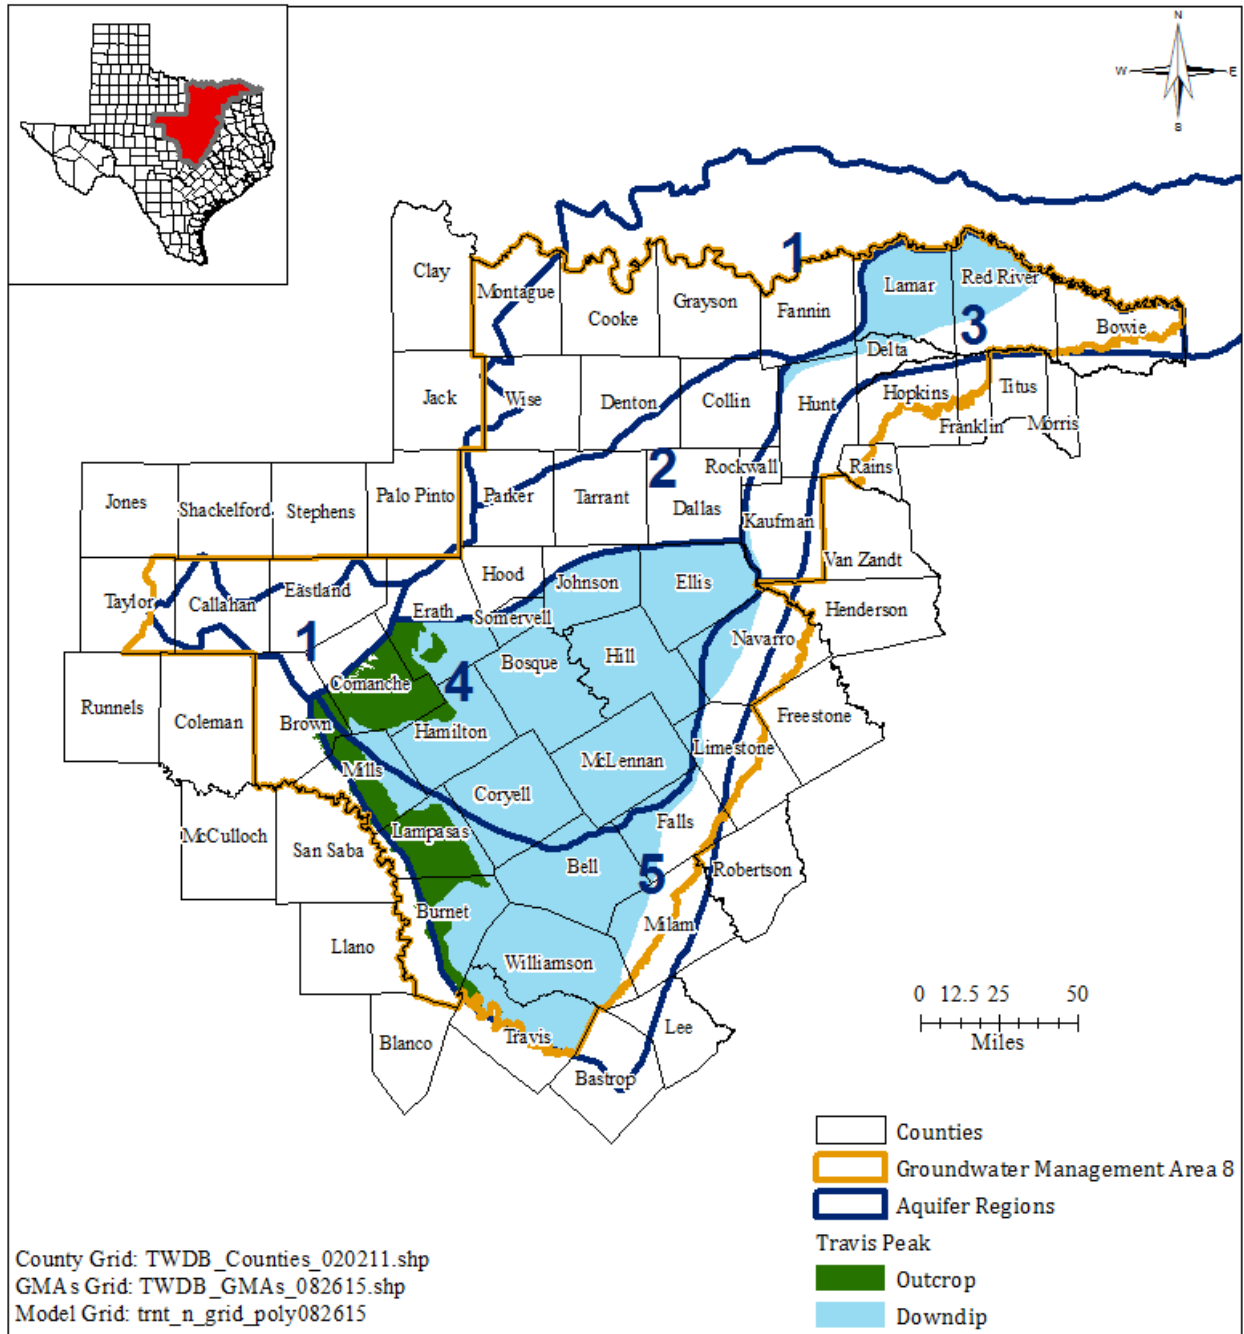 N
W E
S
1
Clay
Montague
Lamar
Red River
Grayson
Fannin
Cooke
3
Bowie
Delta
Jack
Wise
Denton
Collin
Hunt
Hopkins
Titus
Franklin
Morris
2
Rockwall
Rains
Jones
Shackelford
Stephens
Palo Pinto
Parker
Tarrant
Dallas
Kaufman
Van Zandt
Hood
Johnson
Ellis
Taylor
Callahan
Eastland
Erath
Somervell
Henderson
1
Navarro
Hill
Bosque
Comanche
4
Runnels
Coleman
Brown
Hamilton
Freestone
Limestone
McLennan
Mills
Coryell
McCulloch
San Saba
Lampasas
Falls
Bell
5
Robertson
Burnet
Milam
Llano
Williamson
0 12.5 25 50
Miles
Blanco
Travis
Lee
Bastrop
Counties
Groundwater Management Area 8
Aquifer Regions
Travis Peak
Outcrop
Downdip
County Grid: TWDB_Counties_020211.shp
GMAs Grid: TWDB_GMAs_082615.shp
Model Grid: trnt_n_grid_poly082615